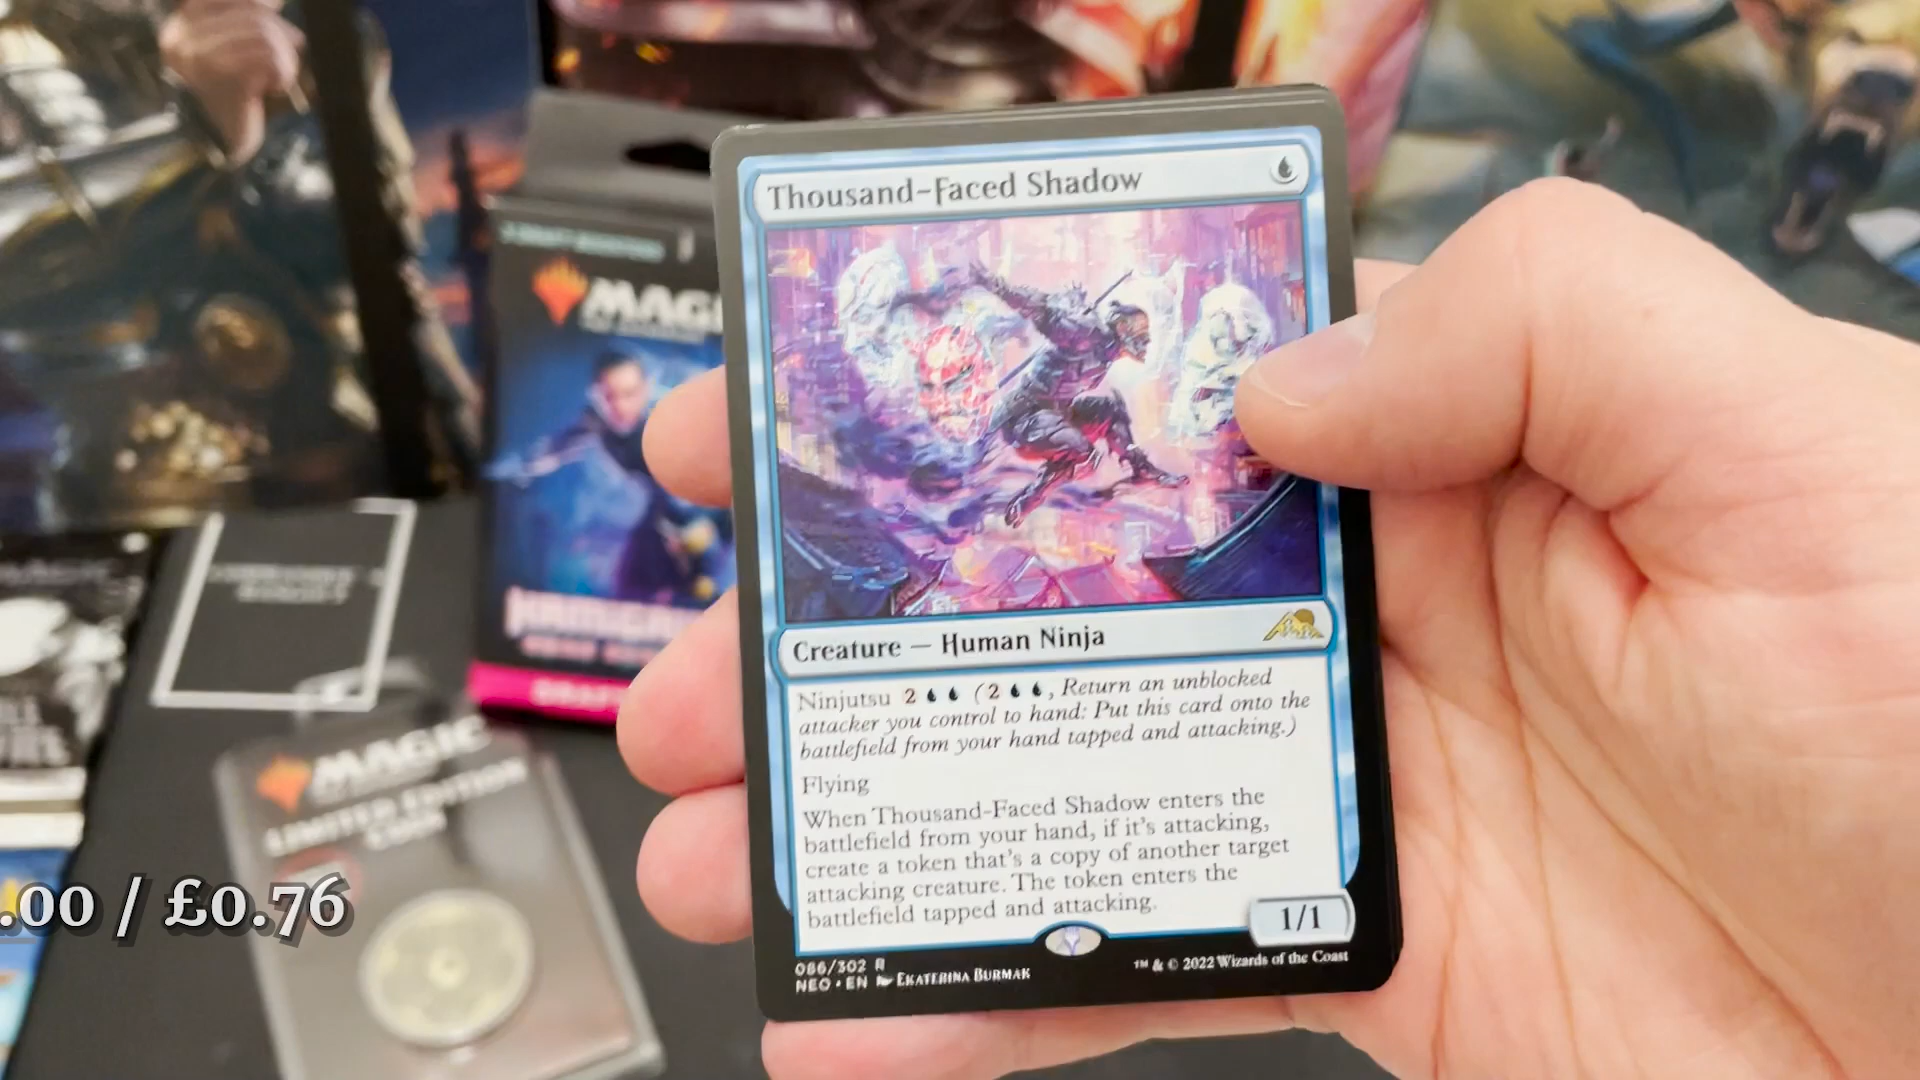 Thousand-Faced Shadow
Creature — Human Ninja
Ninjutsu 2 (2 , Return an unblocked
attacker you control to hand: Put this card onto the
battlefield from your hand tapped and attacking.)
Flying
When Thousand-Faced Shadow enters the
battlefield from your hand, if it's attacking,
create a token that's a copy of another target
attacking creature. The token enters the
battlefield tapped and attacking.
1/1
086/302 R
NEO • EN EKATERINA BURMAK
™ & © 2022 Wizards of the Coast
MAGIC
LIMITED EDITION
.00 / £0.76